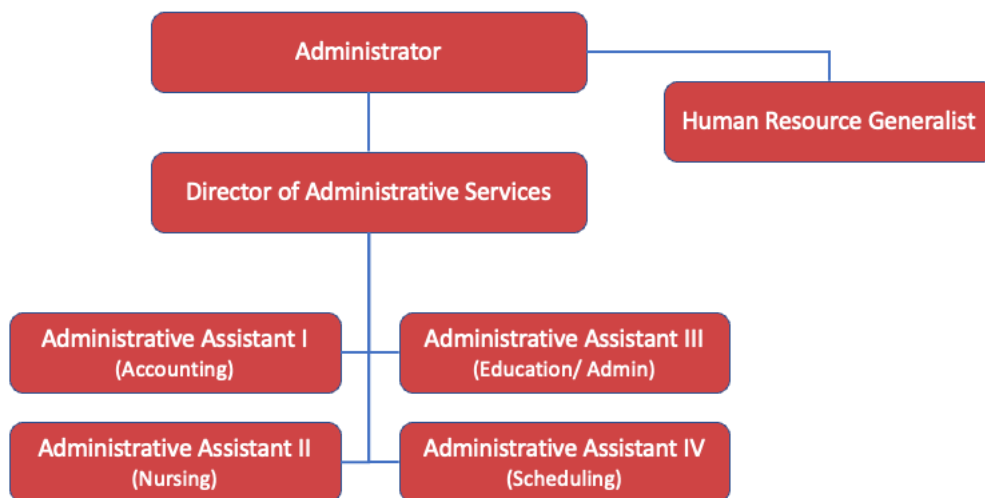 Administrator
Human Resource Generalist
Director of Administrative Services
Administrative Assistant I
(Accounting)
Administrative Assistant III
(Education/ Admin)
Administrative Assistant II
(Nursing)
Administrative Assistant IV
(Scheduling)